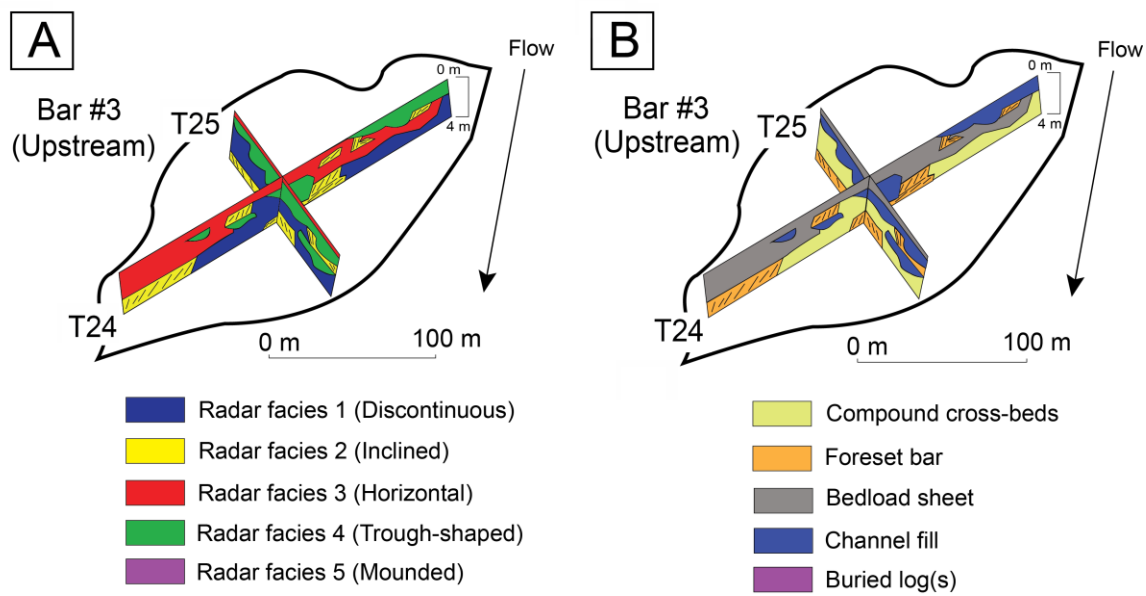 A
Flow
0 m
4 m
Bar #3
(Upstream)
T25
T24
0 m
100 m
Radar facies 1 (Discontinuous)
Radar facies 2 (Inclined)
Radar facies 3 (Horizontal)
Radar facies 4 (Trough-shaped)
Radar facies 5 (Mounded)
B
Flow
0 m
4 m
Bar #3
(Upstream)
T25
T24
0 m
100 m
Compound cross-beds
Foreset bar
Bedload sheet
Channel fill
Buried log(s)